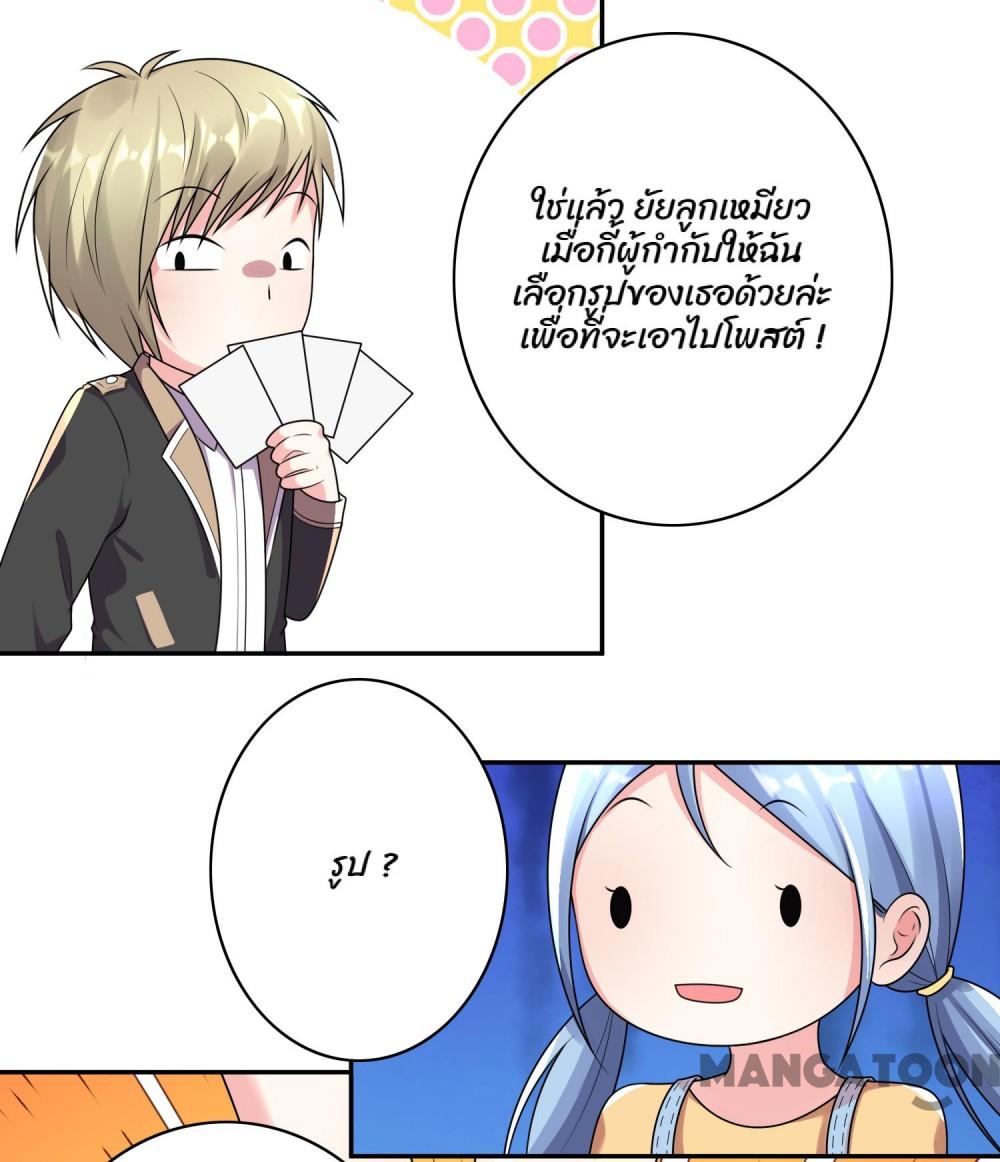 ใช่แล้ว ยัยลูกเหมียว
เมื่อกี้ผู้กำกับให้ฉัน
เลือกรูปของเธอด้วยล่ะ
เพื่อที่จะเอาไปโพสต์ !
รูป ?
MANGATOON